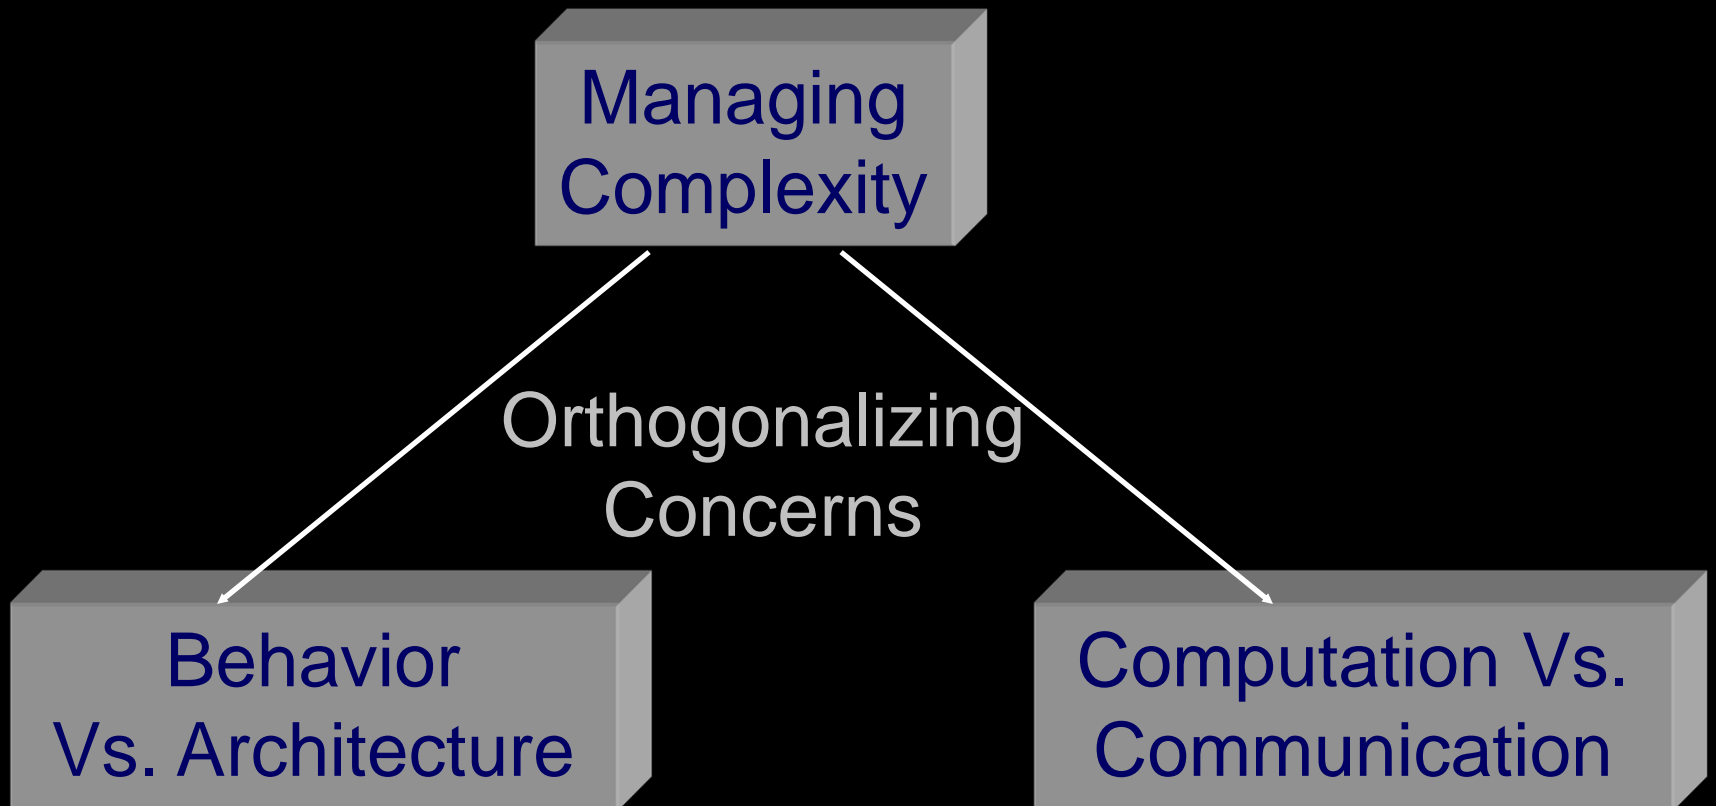 Managing
Complexity
Orthogonalizing
Concerns
Behavior
Vs. Architecture
Computation Vs.
Communication